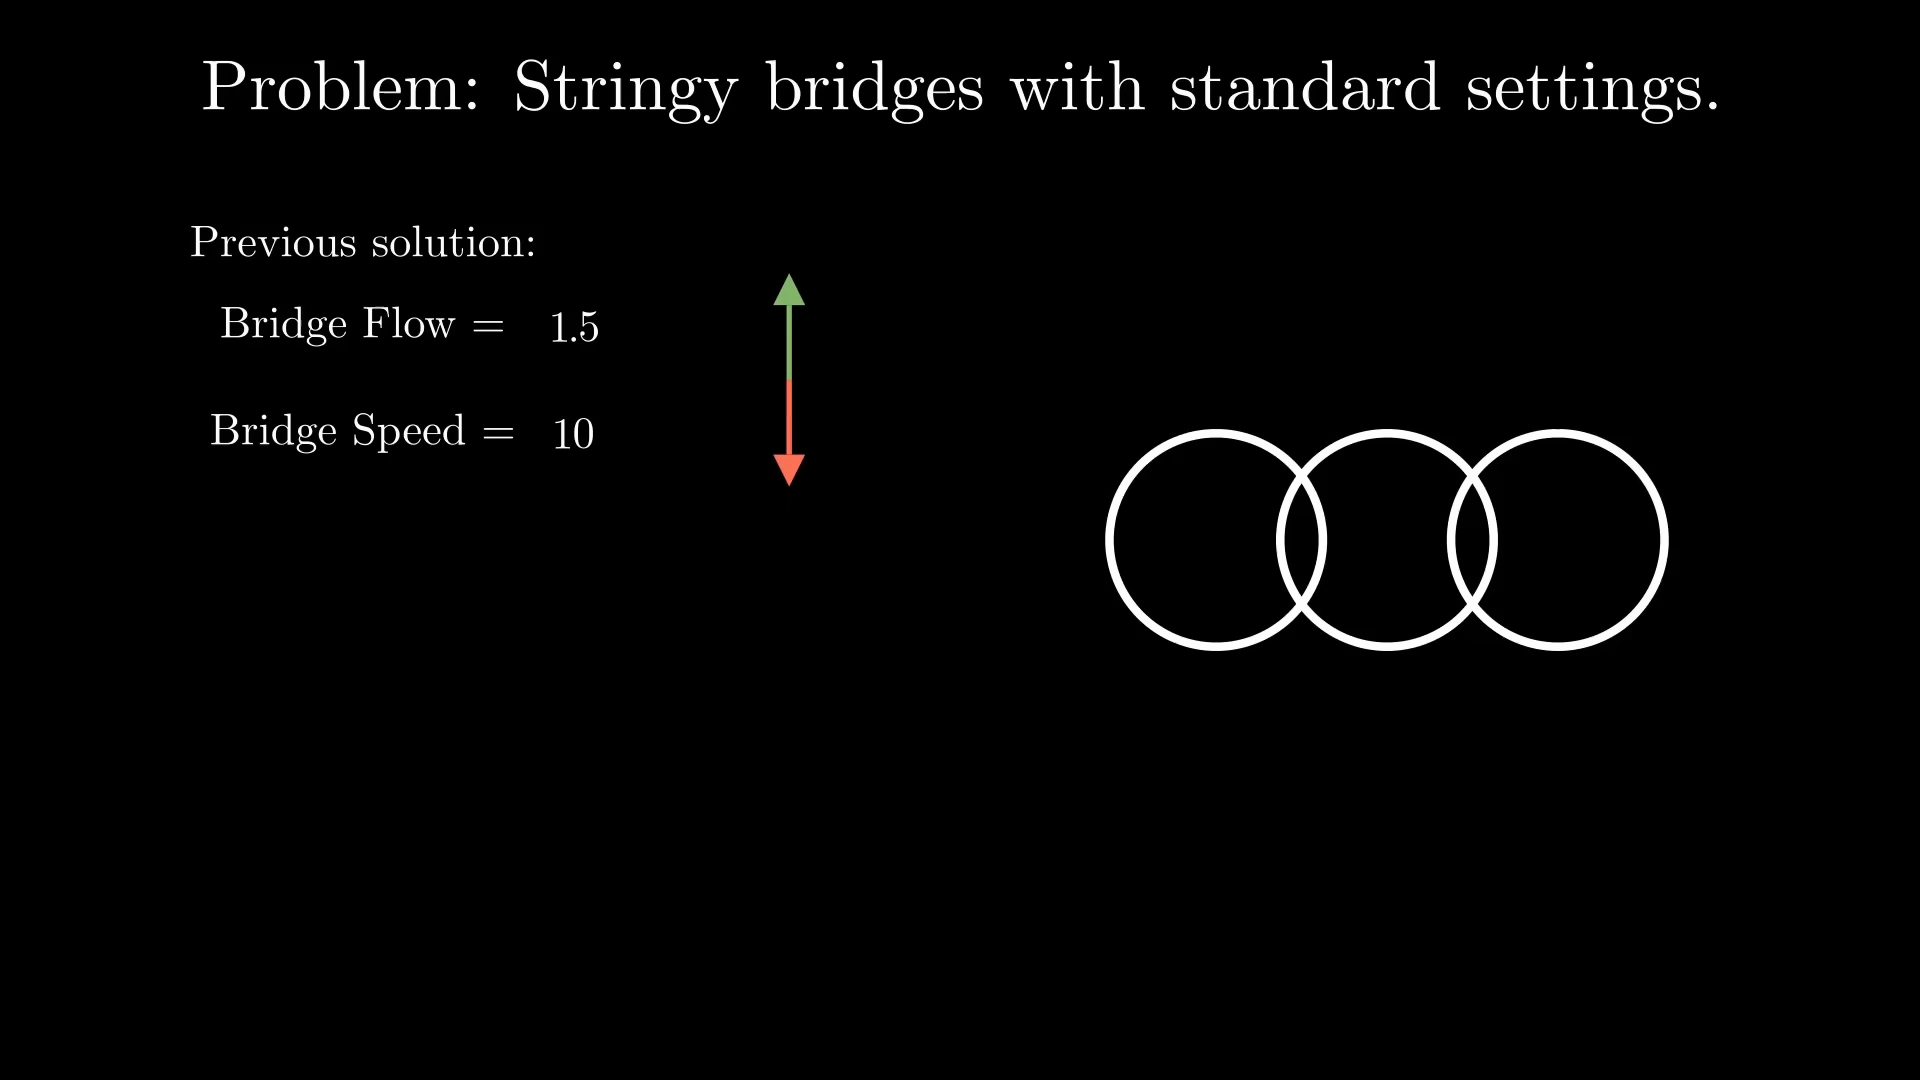 Problem: Stringy bridges with standard settings.
Previous solution:
Bridge Flow = 1.5
Bridge Speed = 10